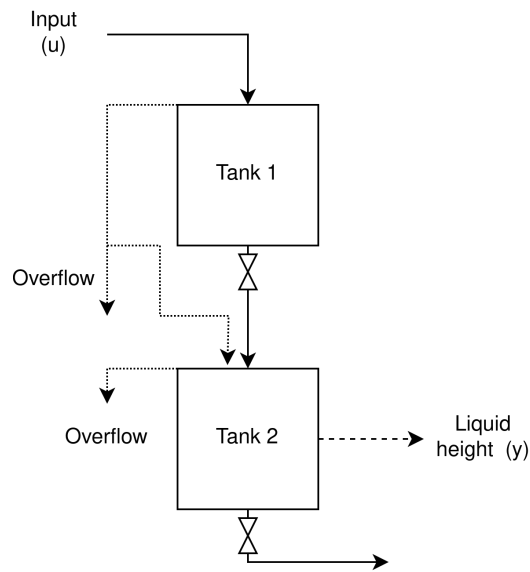 Input
(u)
Tank 1
Overflow
Tank 2
Overflow
Liquid
height (y)